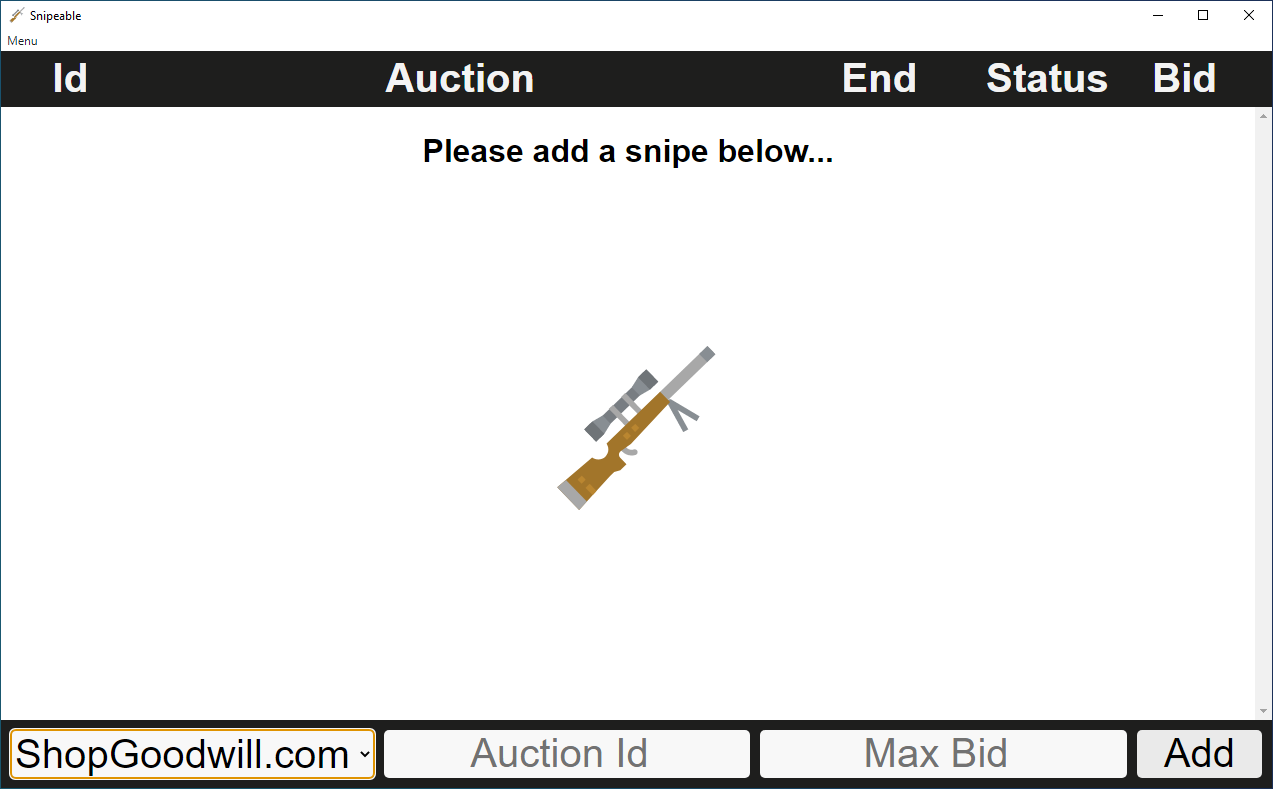 Snipeable
Menu
Id Auction End Status Bid
Please add a snipe below...
ShopGoodwill.com Auction Id Max Bid Add